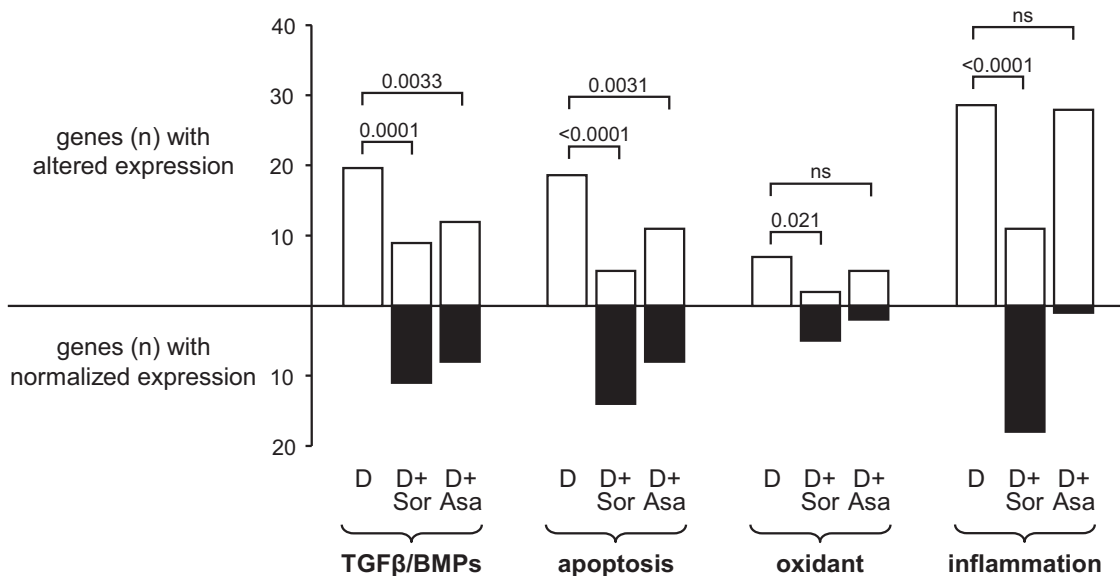 40
30
20
10
10
20
genes (n) with
altered expression
genes (n) with
normalized expression
0.0033
0.0001
0.0031
<0.0001
ns
0.021
ns
<0.0001
D D+ D+
Sor Asa
D D+ D+
Sor Asa
D D+ D+
Sor Asa
D D+ D+
Sor Asa
TGFβ/BMPs apoptosis oxidant inflammation